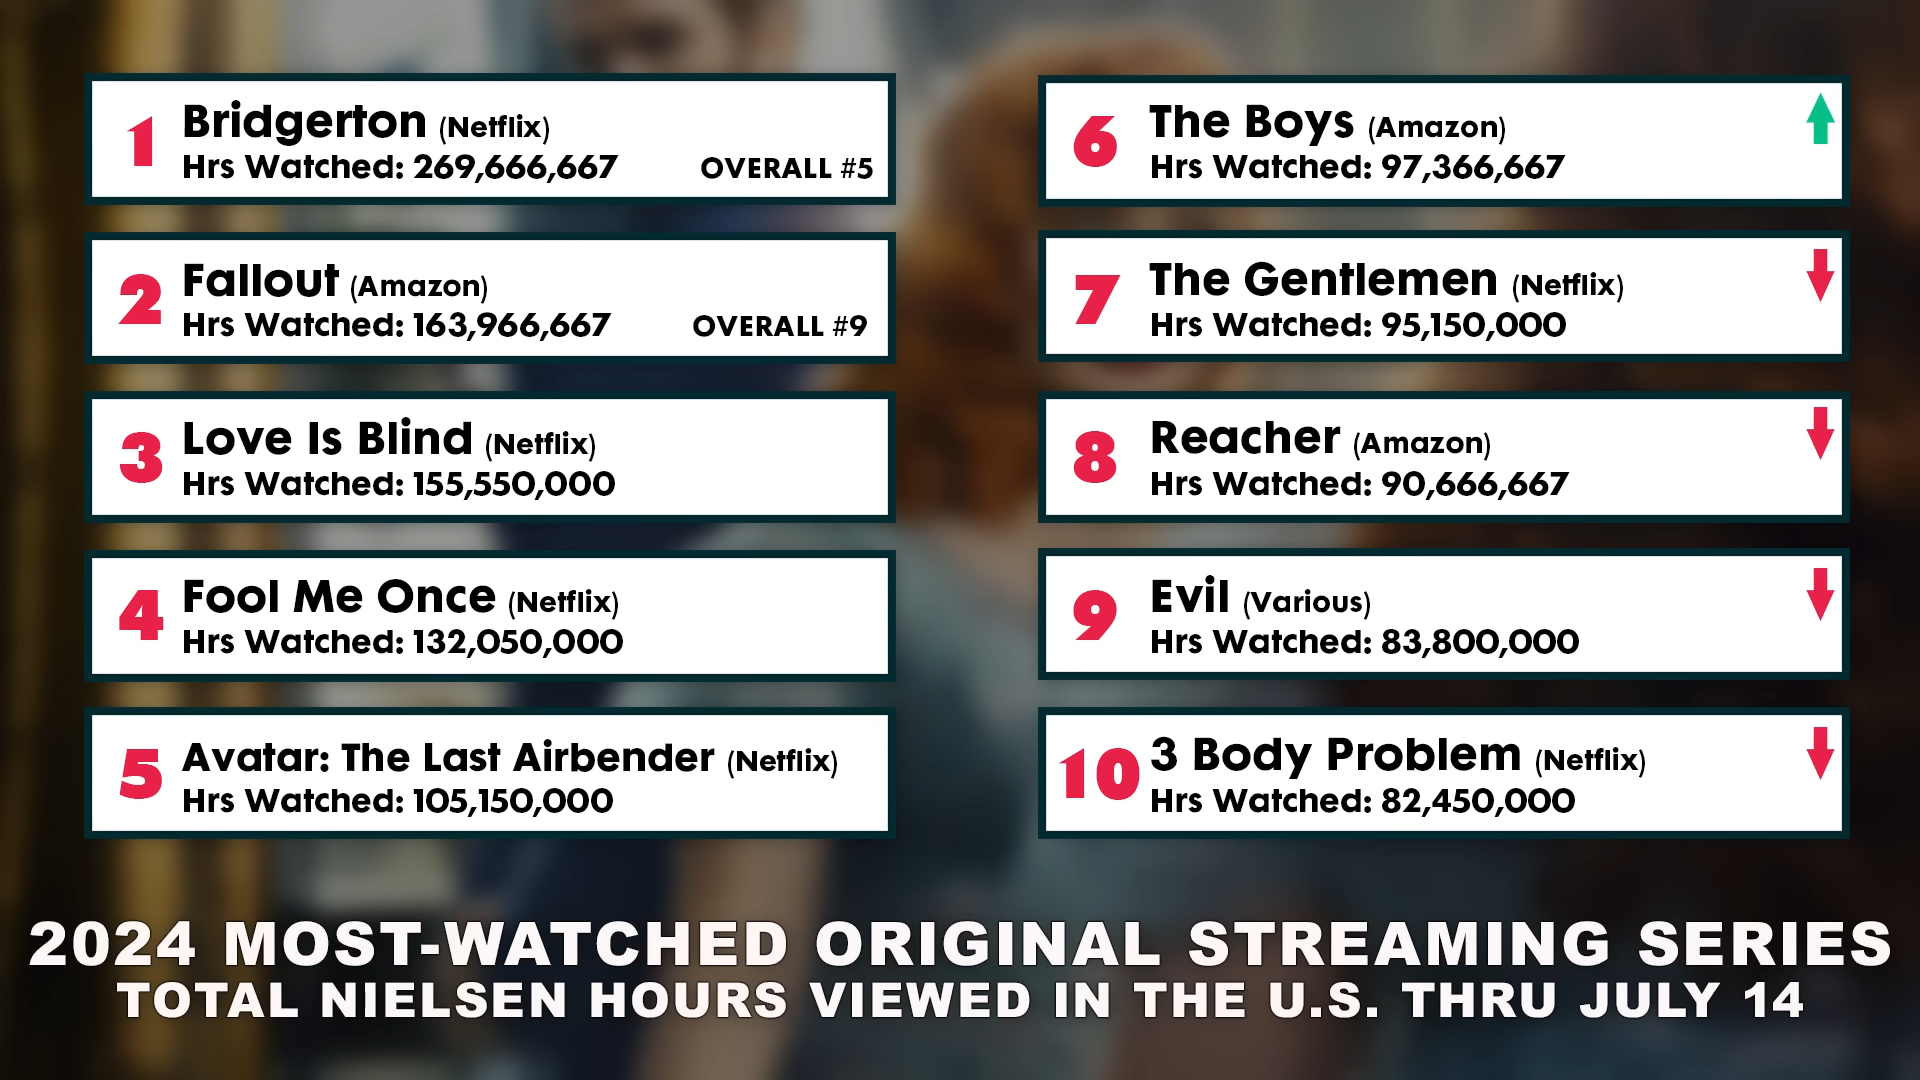 1
Bridgerton (Netflix)
Hrs Watched: 269,666,667 OVERALL #5
2
Fallout (Amazon)
Hrs Watched: 163,966,667 OVERALL #9
3
Love Is Blind (Netflix)
Hrs Watched: 155,550,000
4
Fool Me Once (Netflix)
Hrs Watched: 132,050,000
5
Avatar: The Last Airbender (Netflix)
Hrs Watched: 105,150,000
6
The Boys (Amazon)
Hrs Watched: 97,366,667
7
The Gentlemen (Netflix)
Hrs Watched: 95,150,000
8
Reacher (Amazon)
Hrs Watched: 90,666,667
9
Evil (Various)
Hrs Watched: 83,800,000
10
3 Body Problem (Netflix)
Hrs Watched: 82,450,000
2024 MOST-WATCHED ORIGINAL STREAMING SERIES
TOTAL NIELSEN HOURS VIEWED IN THE U.S. THRU JULY 14